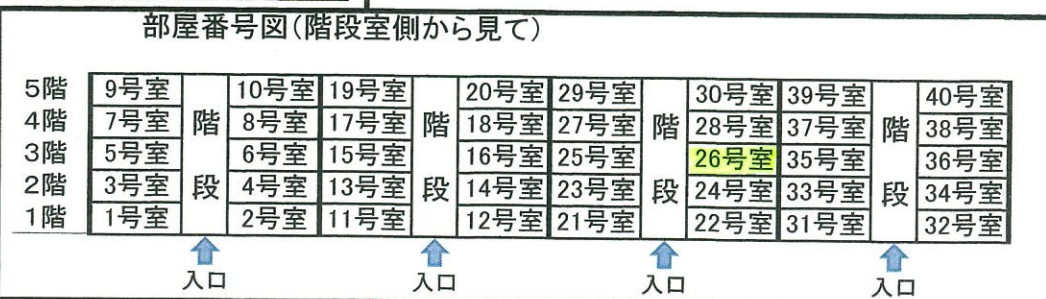 部屋番号図(階段室側から見て)
5階 9号室 10号室 19号室 20号室 29号室 30号室 39号室 40号室
4階 7号室 階 8号室 17号室 階 18号室 27号室 階 28号室 37号室 階 38号室
3階 5号室 6号室 15号室 16号室 25号室 26号室 35号室 36号室
2階 3号室 段 4号室 13号室 段 14号室 23号室 段 24号室 33号室 段 34号室
1階 1号室 2号室 11号室 12号室 21号室 22号室 31号室 32号室
入口 入口 入口 入口